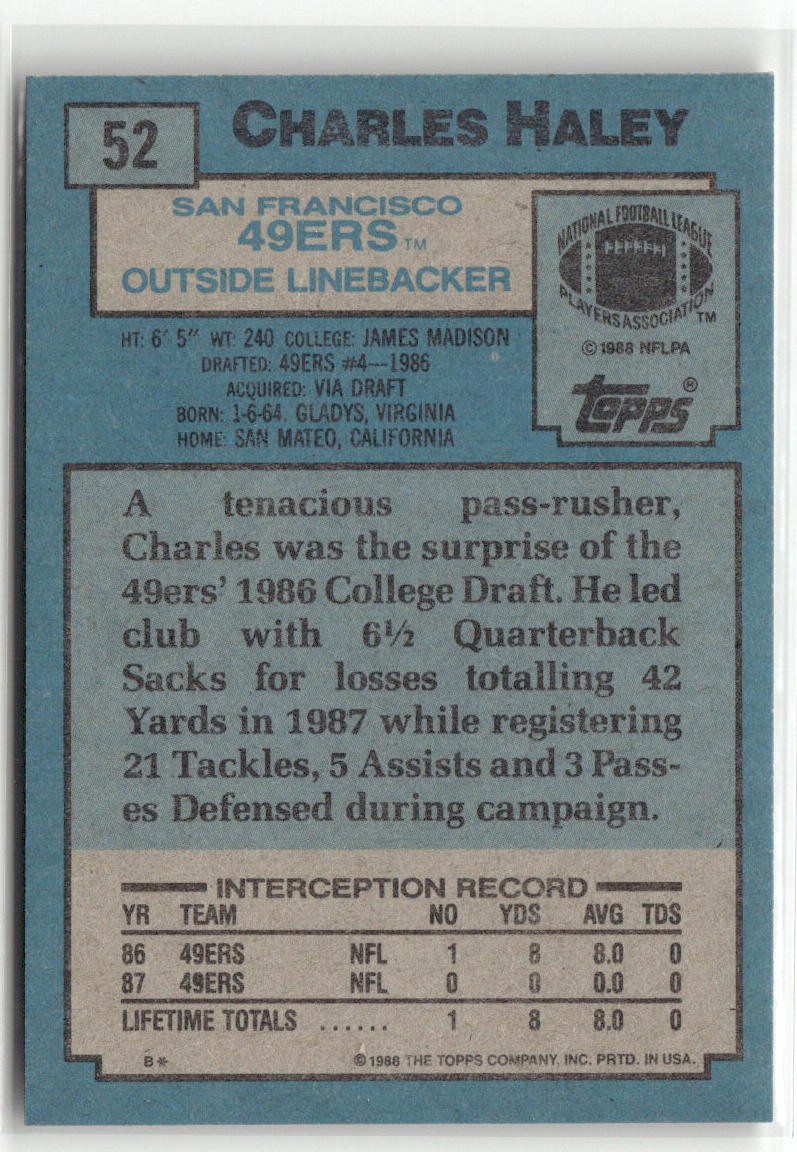 52
CHARLES HALEY
SAN FRANCISCO
49ERS TM
OUTSIDE LINEBACKER
NATIONAL FOOTBALL LEAGUE
PLAYERS ASSOCIATION TM
© 1988 NFLPA
topps ®
HT: 6' 5" WT: 240 COLLEGE: JAMES MADISON
DRAFTED: 49ERS #4—1986
ACQUIRED: VIA DRAFT
BORN: 1-6-64, GLADYS, VIRGINIA
HOME: SAN MATEO, CALIFORNIA
A tenacious pass-rusher,
Charles was the surprise of the
49ers' 1986 College Draft. He led
club with 6½ Quarterback
Sacks for losses totalling 42
Yards in 1987 while registering
21 Tackles, 5 Assists and 3 Pass-
es Defensed during campaign.
INTERCEPTION RECORD
YR TEAM NO YDS AVG TDS
86 49ERS NFL 1 8 8.0 0
87 49ERS NFL 0 0 0.0 0
LIFETIME TOTALS ...... 1 8 8.0 0
B* © 1988 THE TOPPS COMPANY, INC. PRTD. IN USA.